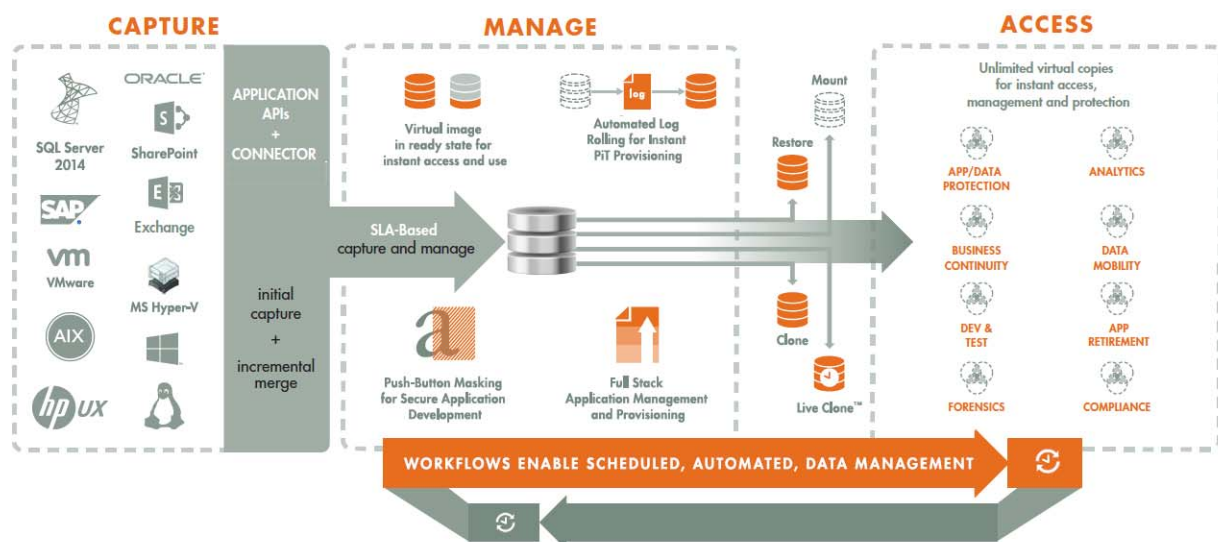 CAPTURE
MANAGE
ACCESS
ORACLE®
SQL Server
2014
S
SharePoint
SAP
E
Exchange
vm
VMware
MS Hyper-V
AIX
hp UX
APPLICATION
APIs
+
CONNECTOR
initial
capture
+
incremental
merge
Virtual image
in ready state for
instant access and use
log
Automated Log
Rolling for Instant
PiT Provisioning
SLA-Based
capture and manage
a
Push-Button Masking
for Secure Application
Development
Full Stack
Application Management
and Provisioning
Mount
Restore
Clone
Live Clone™
Unlimited virtual copies
for instant access,
management and protection
APP/DATA
PROTECTION
ANALYTICS
BUSINESS
CONTINUITY
DATA
MOBILITY
DEV &
TEST
APP
RETIREMENT
FORENSICS
COMPLIANCE
WORKFLOWS ENABLE SCHEDULED, AUTOMATED, DATA MANAGEMENT